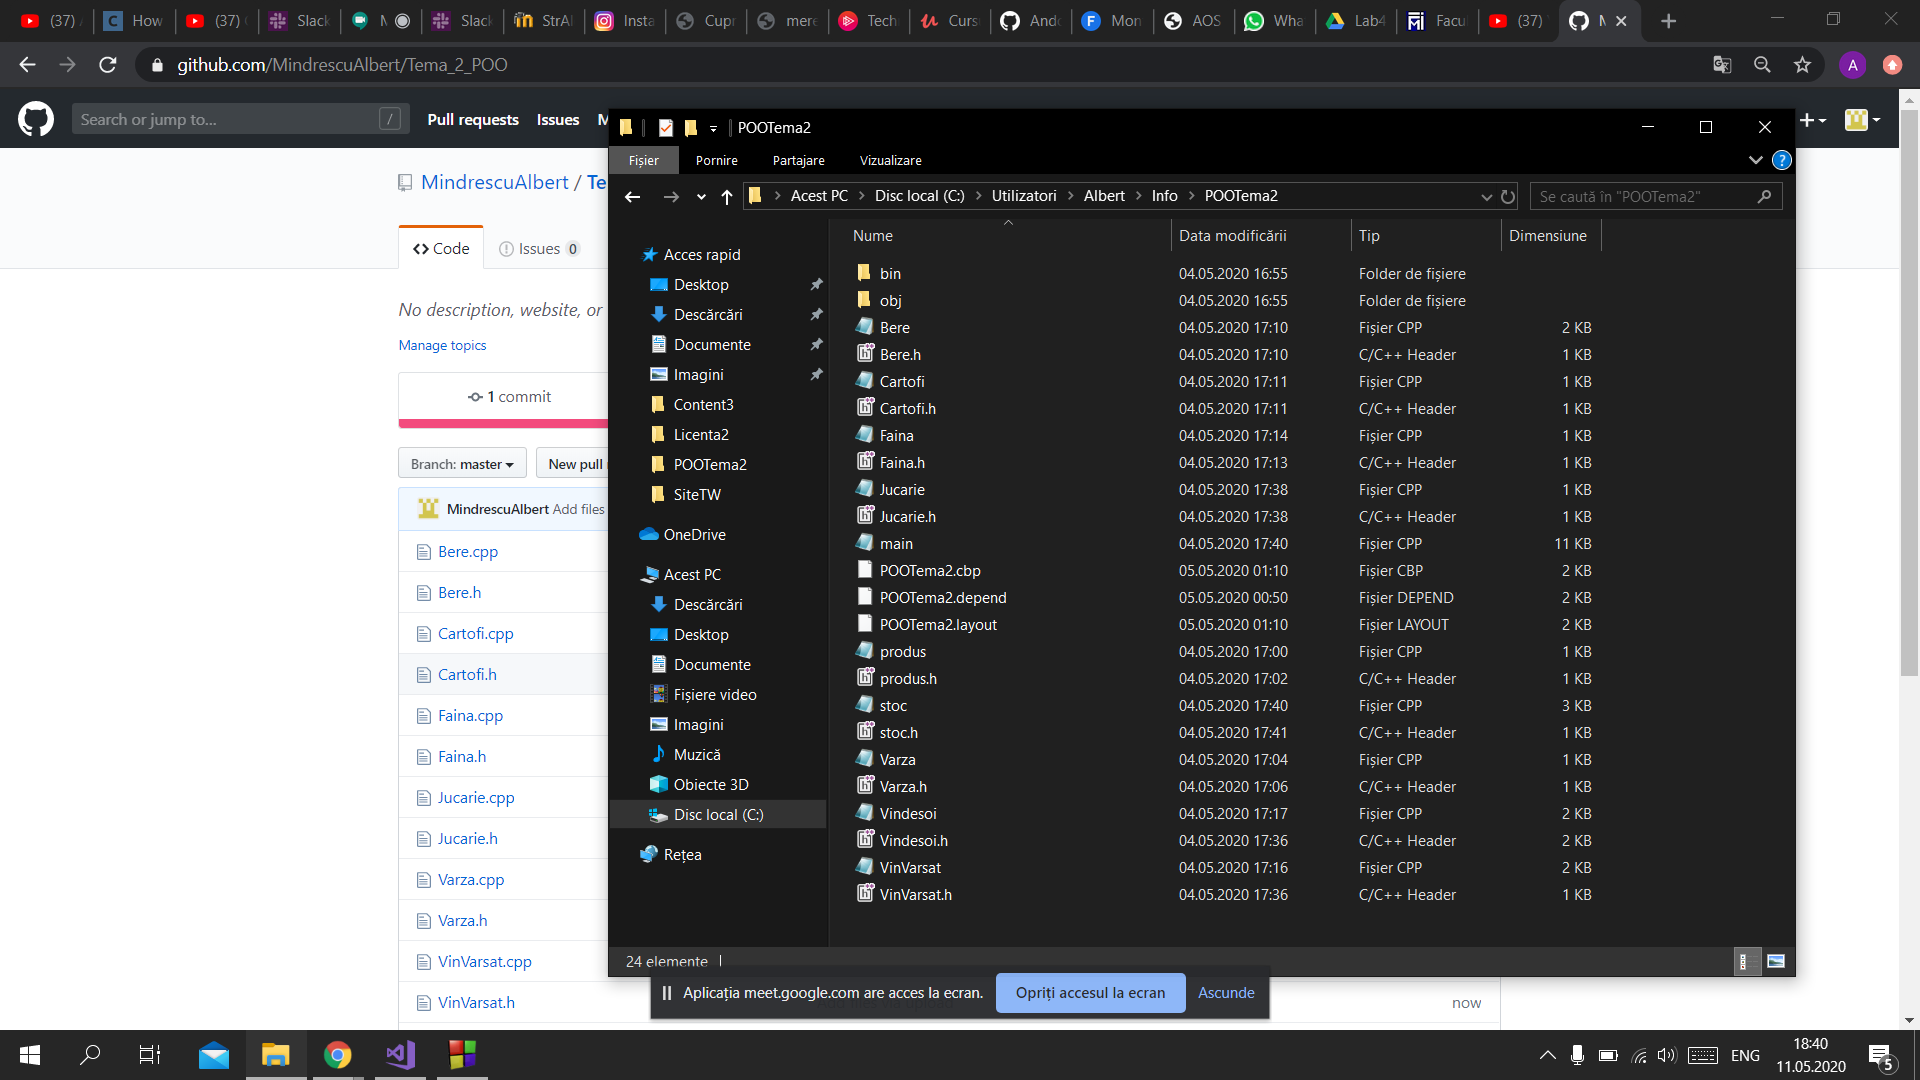 (37) /
How
(37) (
Slack
M
Slack
StrAl
Insta
Cupr
mere
Tech
Curs
Ando
Mon
AOS
Wha
Lab4
Facu
(37)
github.com/MindrescuAlbert/Tema_2_POO
A
Search or jump to...
/
Pull requests
Issues
M
MindrescuAlbert / Te
Code
Issues 0
No description, website, or
Manage topics
1 commit
Branch: master
New pull
MindrescuAlbert Add files
Bere.cpp
Bere.h
Cartofi.cpp
Cartofi.h
Faina.cpp
Faina.h
Jucarie.cpp
Jucarie.h
Varza.cpp
Varza.h
VinVarsat.cpp
VinVarsat.h
now
POOTema2
Fișier
Pornire
Partajare
Vizualizare
Acest PC > Disc local (C:) > Utilizatori > Albert > Info > POOTema2
Se caută în "POOTema2"
Acces rapid
Desktop
Descărcări
Documente
Imagini
Content3
Licenta2
POOTema2
SiteTW
OneDrive
Acest PC
Descărcări
Desktop
Documente
Fișiere video
Imagini
Muzică
Obiecte 3D
Disc local (C:)
Rețea
Nume Data modificării Tip Dimensiune
bin 04.05.2020 16:55 Folder de fișiere
obj 04.05.2020 16:55 Folder de fișiere
Bere 04.05.2020 17:10 Fișier CPP 2 KB
Bere.h 04.05.2020 17:10 C/C++ Header 1 KB
Cartofi 04.05.2020 17:11 Fișier CPP 1 KB
Cartofi.h 04.05.2020 17:11 C/C++ Header 1 KB
Faina 04.05.2020 17:14 Fișier CPP 1 KB
Faina.h 04.05.2020 17:13 C/C++ Header 1 KB
Jucarie 04.05.2020 17:38 Fișier CPP 1 KB
Jucarie.h 04.05.2020 17:38 C/C++ Header 1 KB
main 04.05.2020 17:40 Fișier CPP 11 KB
POOTema2.cbp 05.05.2020 01:10 Fișier CBP 2 KB
POOTema2.depend 05.05.2020 00:50 Fișier DEPEND 2 KB
POOTema2.layout 05.05.2020 01:10 Fișier LAYOUT 2 KB
produs 04.05.2020 17:00 Fișier CPP 1 KB
produs.h 04.05.2020 17:02 C/C++ Header 1 KB
stoc 04.05.2020 17:40 Fișier CPP 3 KB
stoc.h 04.05.2020 17:41 C/C++ Header 1 KB
Varza 04.05.2020 17:04 Fișier CPP 1 KB
Varza.h 04.05.2020 17:06 C/C++ Header 1 KB
Vindesoi 04.05.2020 17:17 Fișier CPP 2 KB
Vindesoi.h 04.05.2020 17:36 C/C++ Header 2 KB
VinVarsat 04.05.2020 17:16 Fișier CPP 2 KB
VinVarsat.h 04.05.2020 17:36 C/C++ Header 1 KB
24 elemente
Aplicația meet.google.com are acces la ecran.
Opriți accesul la ecran
Ascunde
ENG
18:40
11.05.2020
5